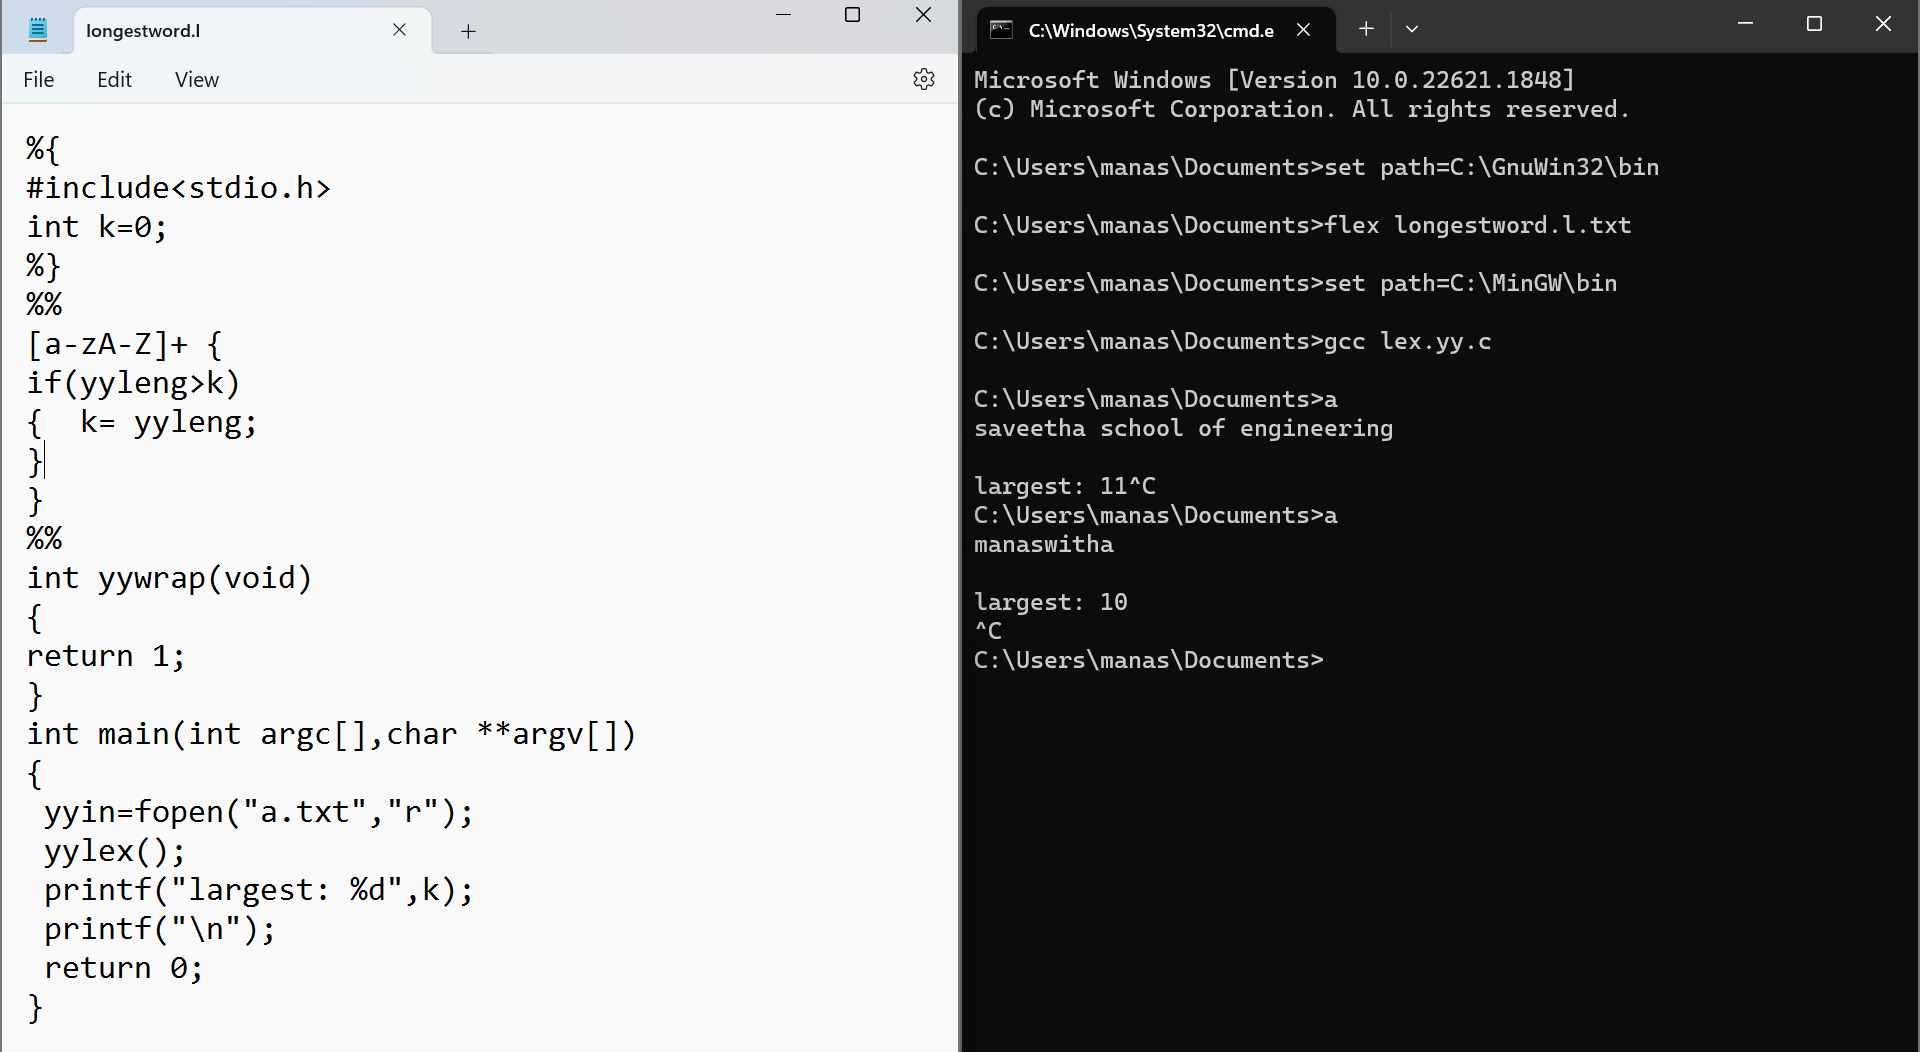 longestword.l
File Edit View
%{
#include<stdio.h>
int k=0;
%}
%%
[a-zA-Z]+ {
if(yyleng>k)
{  k= yyleng;
}
}
%%
int yywrap(void)
{
return 1;
}
int main(int argc[],char **argv[])
{
 yyin=fopen("a.txt","r");
 yylex();
 printf("largest: %d",k);
 printf("\n");
 return 0;
}
C:\Windows\System32\cmd.e
Microsoft Windows [Version 10.0.22621.1848]
(c) Microsoft Corporation. All rights reserved.
C:\Users\manas\Documents>set path=C:\GnuWin32\bin
C:\Users\manas\Documents>flex longestword.l.txt
C:\Users\manas\Documents>set path=C:\MinGW\bin
C:\Users\manas\Documents>gcc lex.yy.c
C:\Users\manas\Documents>a
saveetha school of engineering
largest: 11^C
C:\Users\manas\Documents>a
manaswitha
largest: 10
^C
C:\Users\manas\Documents>